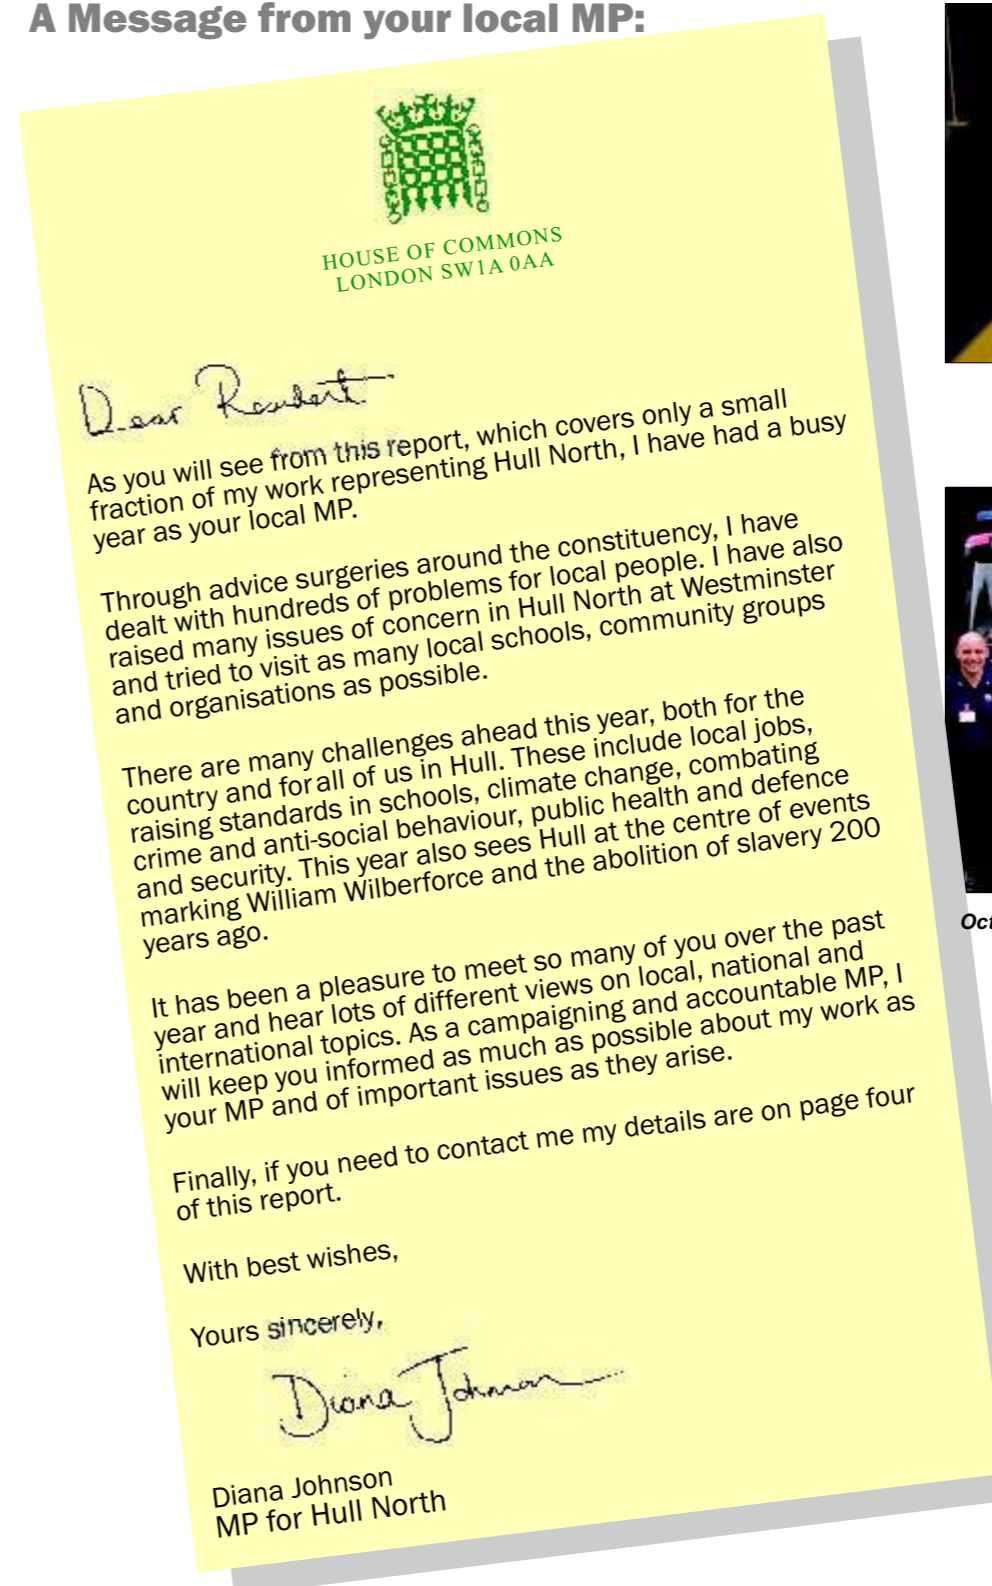 A Message from your local MP:
HOUSE OF COMMONS
LONDON SW1A 0AA
Dear Resident
As you will see from this report, which covers only a small
fraction of my work representing Hull North, I have had a busy
year as your local MP.
Through advice surgeries around the constituency, I have
dealt with hundreds of problems for local people. I have also
raised many issues of concern in Hull North at Westminster
and tried to visit as many local schools, community groups
and organisations as possible.
There are many challenges ahead this year, both for the
country and for all of us in Hull. These include local jobs,
raising standards in schools, climate change, combating
crime and anti-social behaviour, public health and defence
and security. This year also sees Hull at the centre of events
marking William Wilberforce and the abolition of slavery 200
years ago.
It has been a pleasure to meet so many of you over the past
year and hear lots of different views on local, national and
international topics. As a campaigning and accountable MP, I
will keep you informed as much as possible about my work as
your MP and of important issues as they arise.
Finally, if you need to contact me my details are on page four
of this report.
With best wishes,
Yours sincerely,
Diana Johnson
Diana Johnson
MP for Hull North
Oct